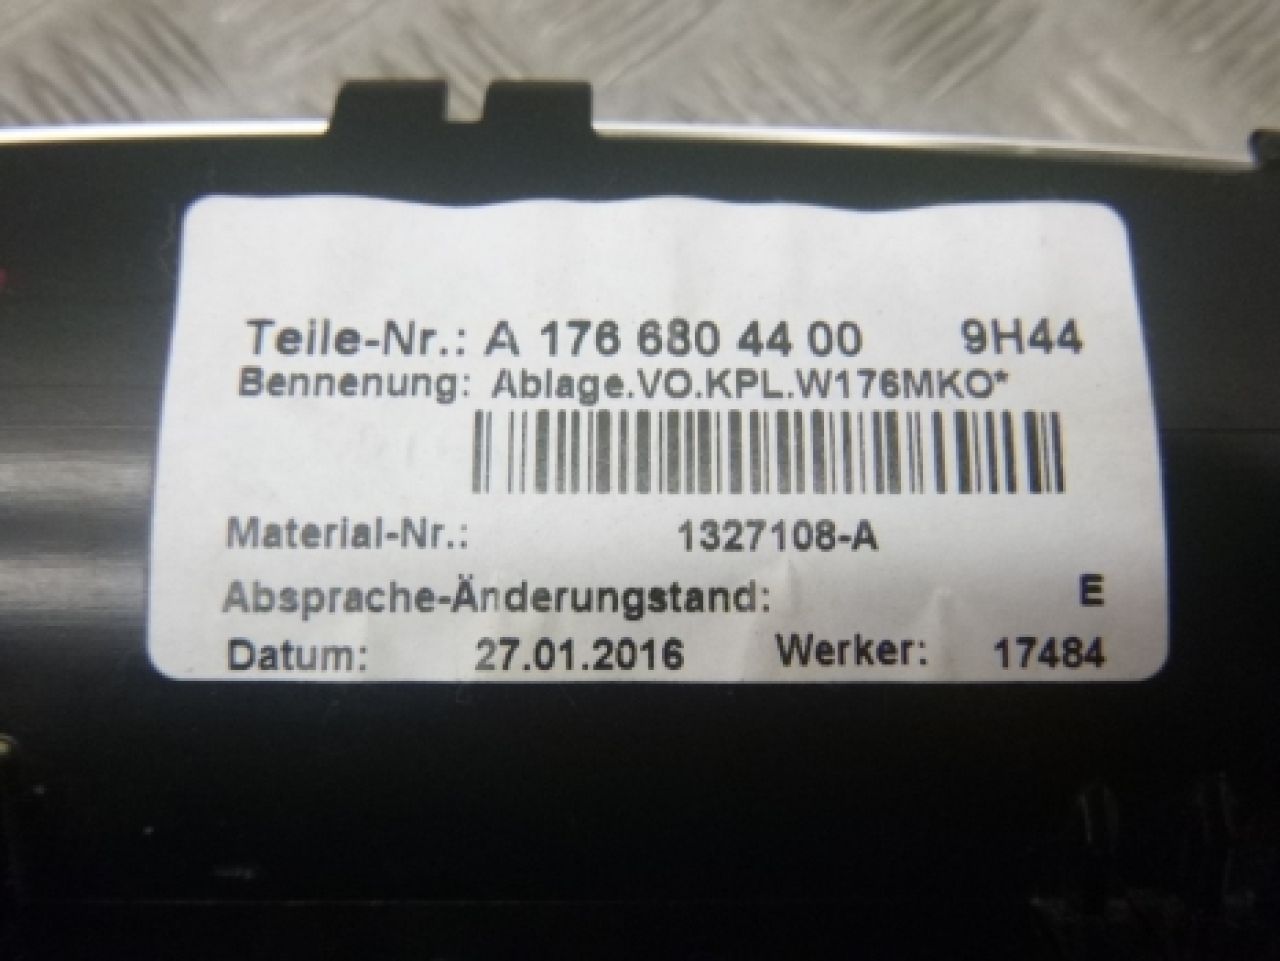 Teile-Nr.: A 176 680 44 00 9H44
Bennenung: Ablage.VO.KPL.W176MKO*
Material-Nr.: 1327108-A
Absprache-Änderungstand: E
Datum: 27.01.2016 Werker: 17484